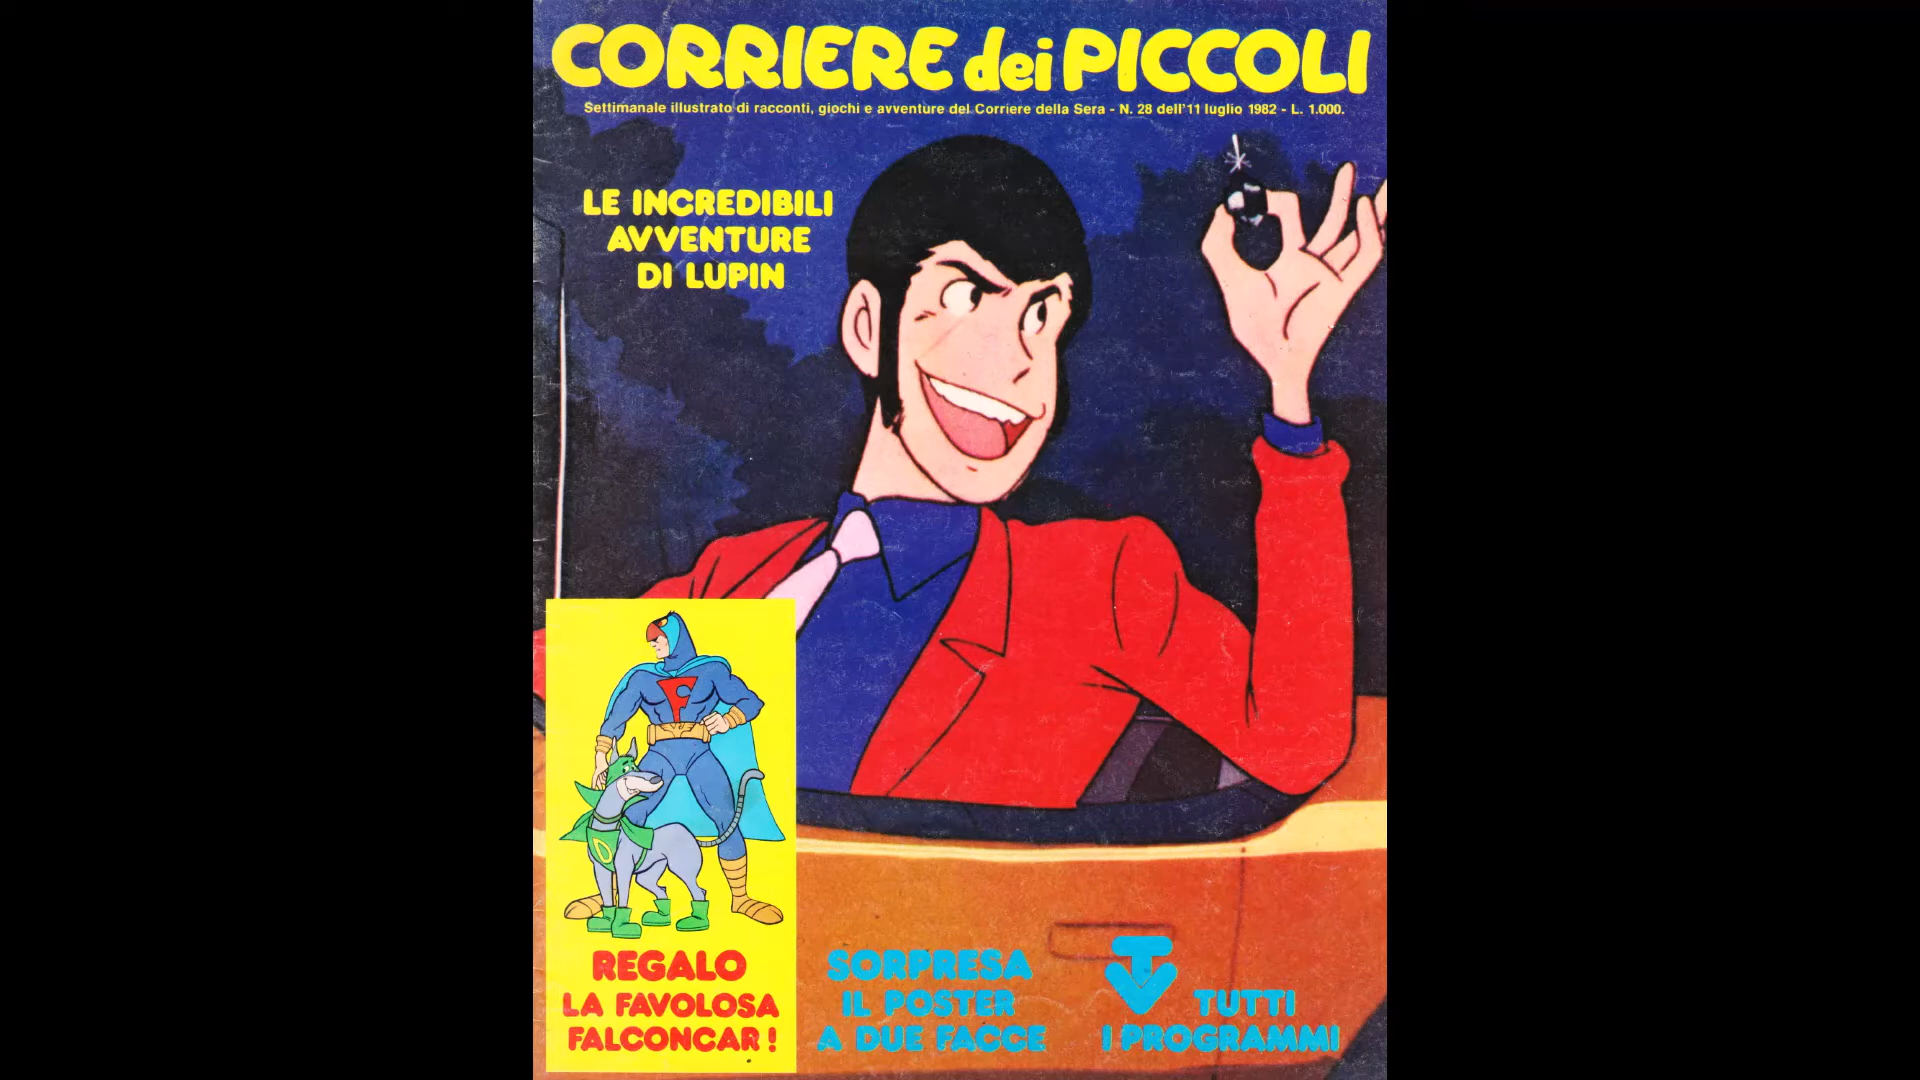 CORRIERE dei PICCOLI
Settimanale illustrato di racconti, giochi e avventure del Corriere della Sera - N. 28 dell'11 luglio 1982 - L. 1.000.
LE INCREDIBILI
AVVENTURE
DI LUPIN
F
D
REGALO
LA FAVOLOSA
FALCONCAR!
SORPRESA
IL POSTER
A DUE FACCE
TV TUTTI
I PROGRAMMI